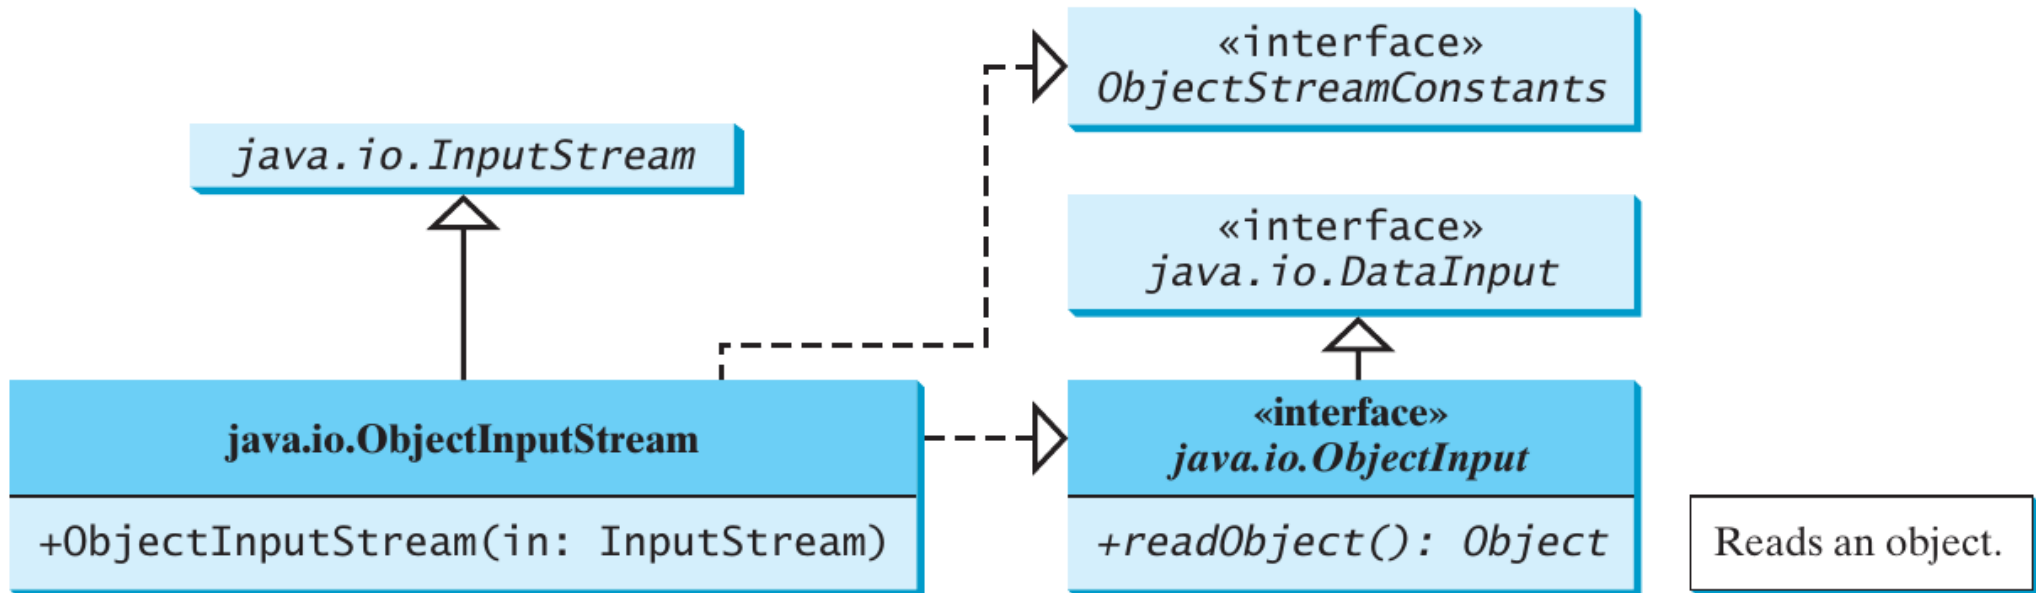 «interface»
ObjectStreamConstants
java.io.InputStream
«interface»
java.io.DataInput
java.io.ObjectInputStream
+ObjectInputStream(in: InputStream)
«interface»
java.io.ObjectInput
+readObject(): Object
Reads an object.